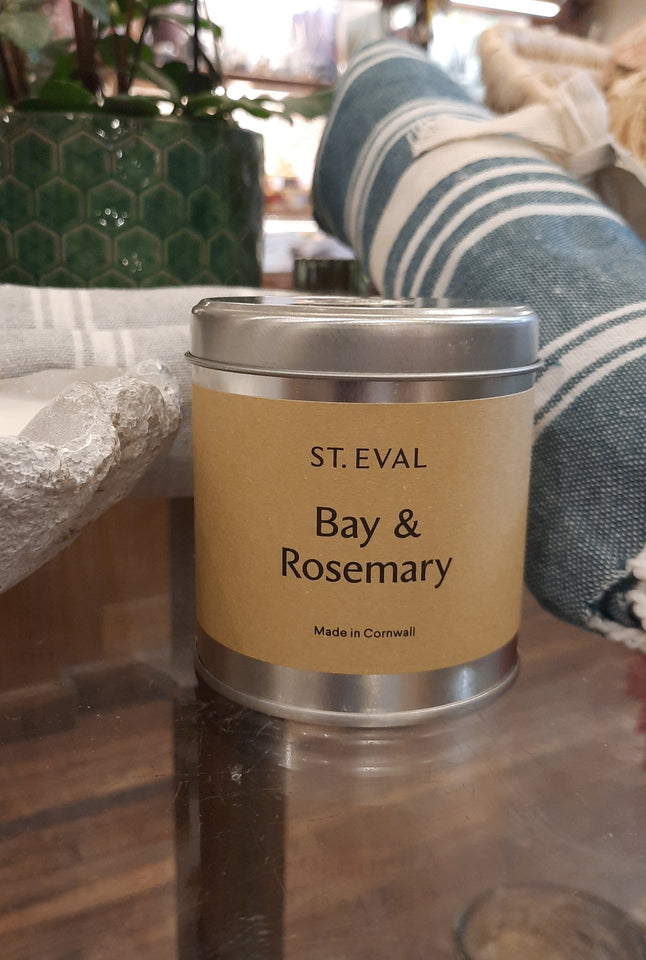 ST. EVAL
Bay &
Rosemary
Made in Cornwall